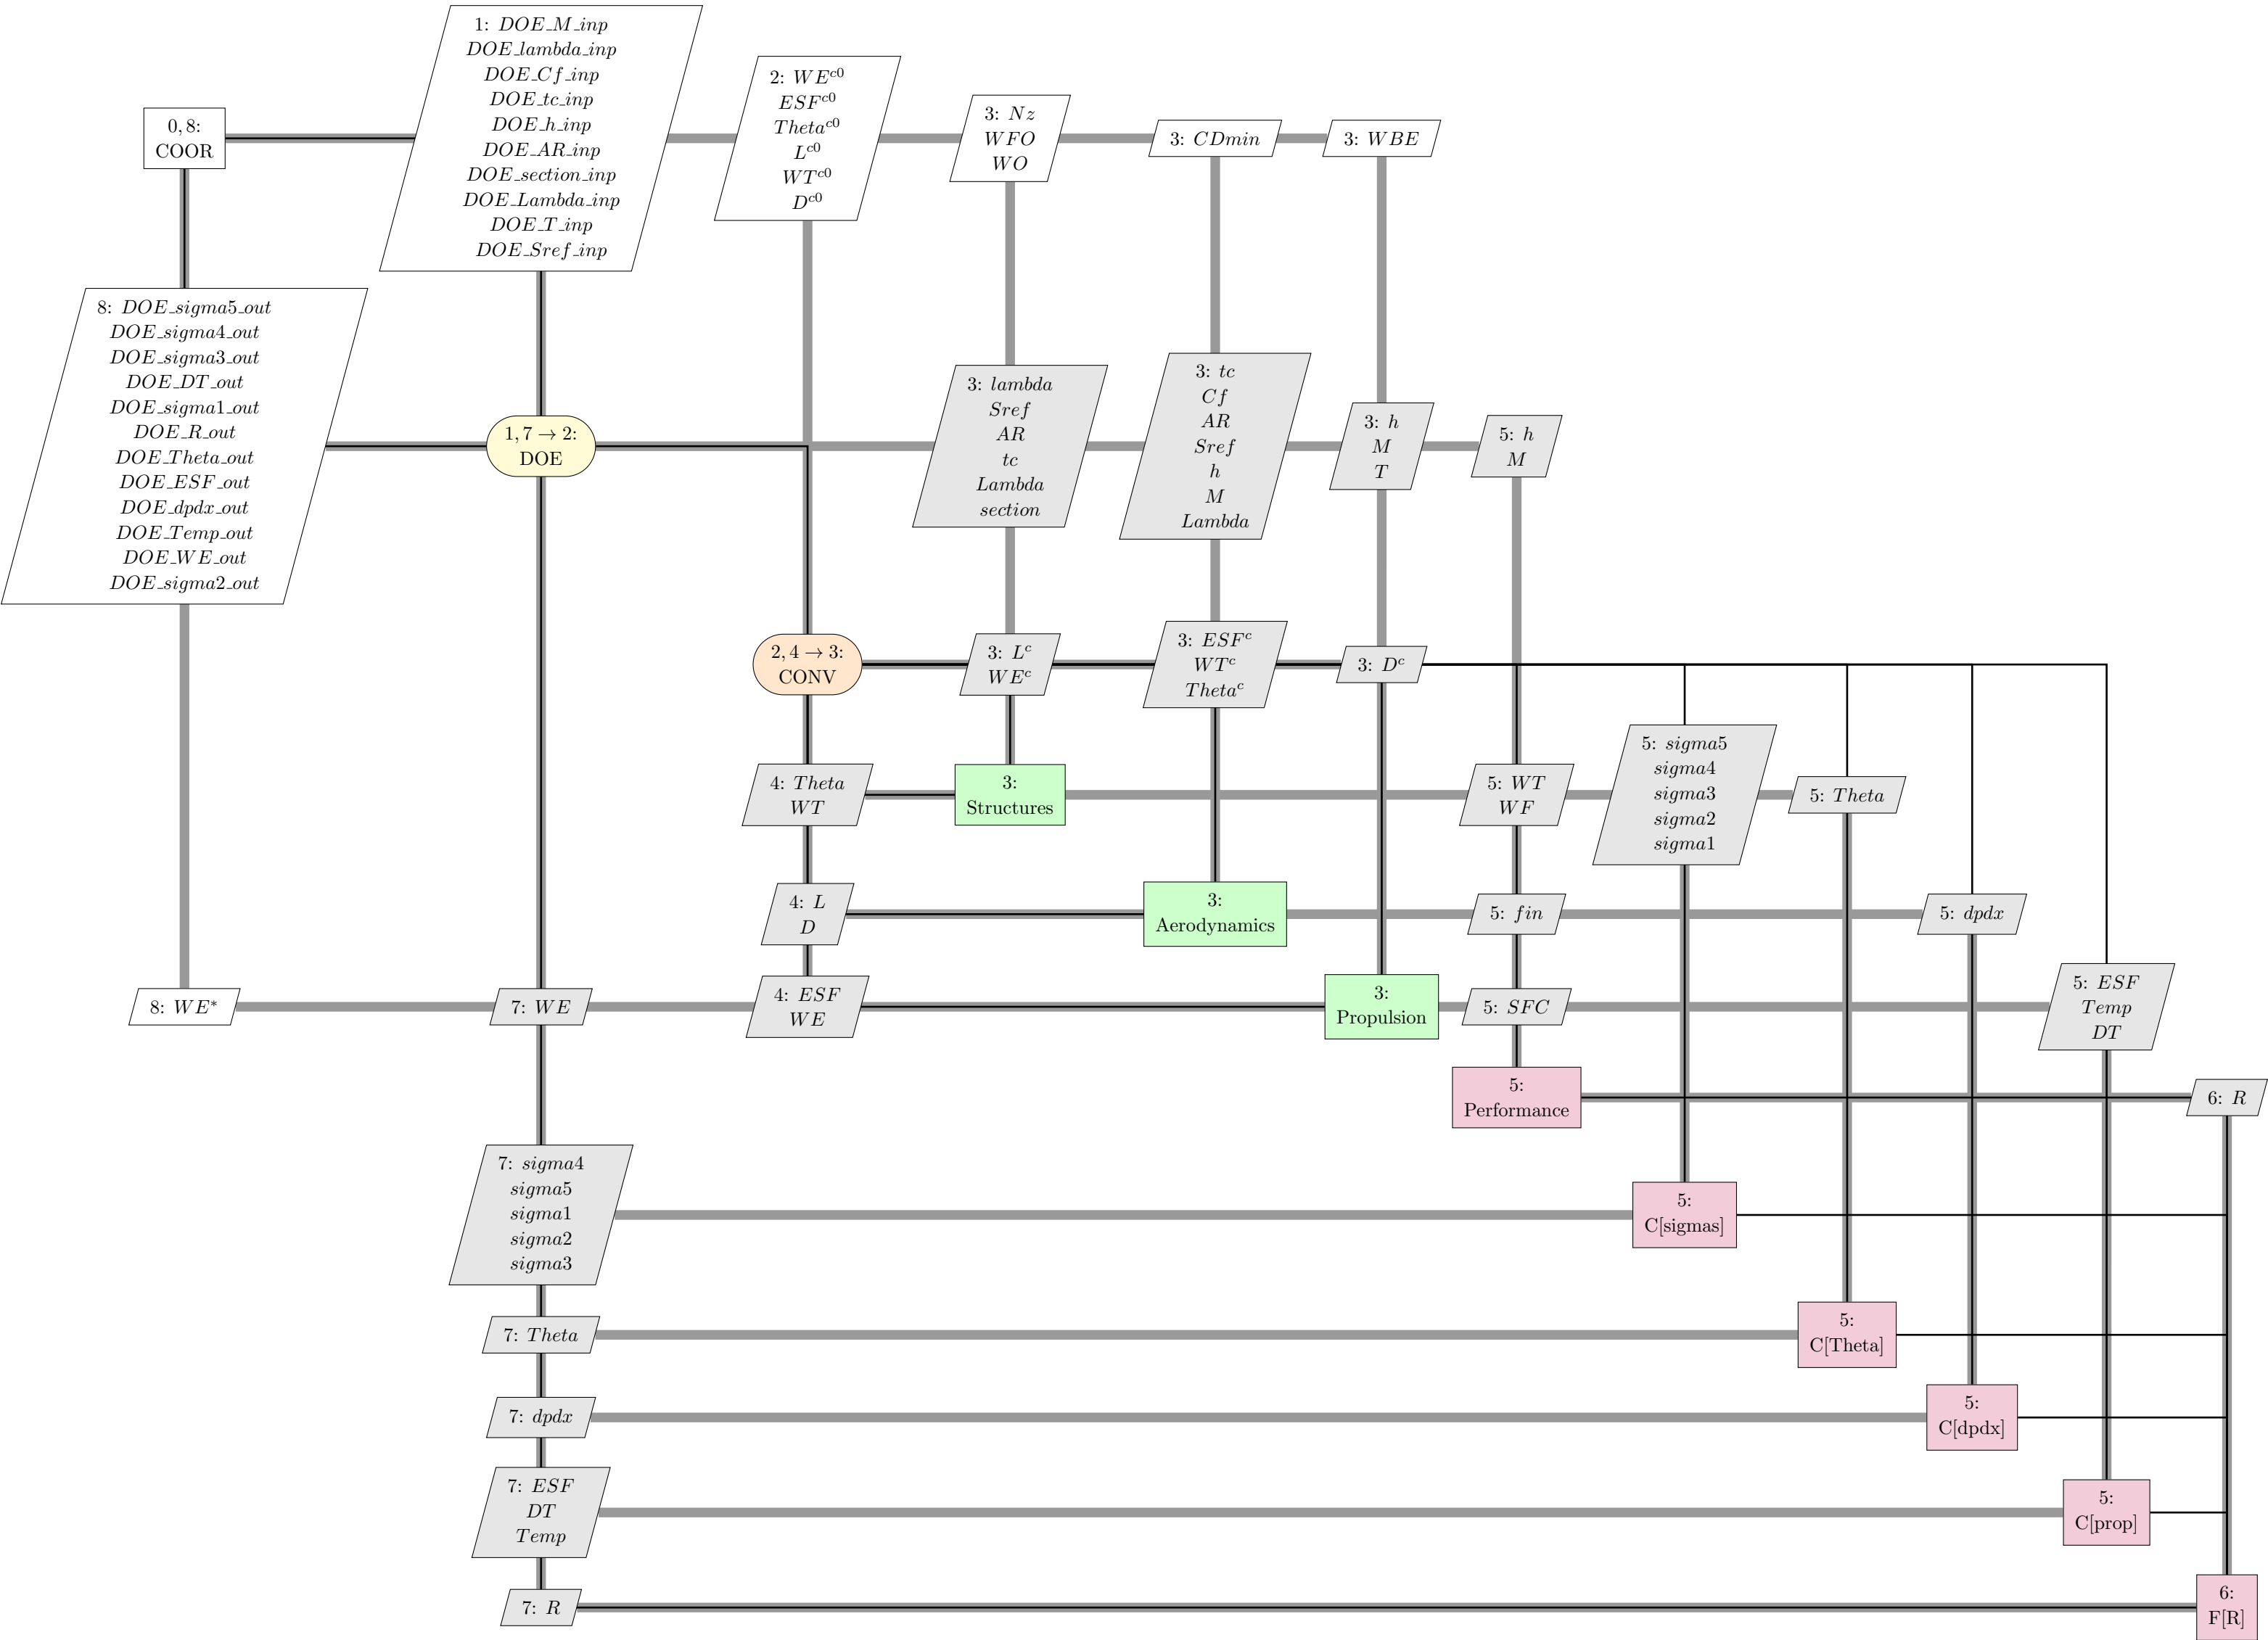 0, 8:
COOR
1: DOE_M_inp
DOE_lambda_inp
DOE_Cf_inp
DOE_tc_inp
DOE_h_inp
DOE_AR_inp
DOE_section_inp
DOE_Lambda_inp
DOE_T_inp
DOE_Sref_inp
2: WE^c0
ESF^c0
Theta^c0
L^c0
WT^c0
D^c0
3: Nz
WFO
WO
3: CDmin
3: WBE
8: DOE_sigma5_out
DOE_sigma4_out
DOE_sigma3_out
DOE_DT_out
DOE_sigma1_out
DOE_R_out
DOE_Theta_out
DOE_ESF_out
DOE_dpdx_out
DOE_Temp_out
DOE_WE_out
DOE_sigma2_out
1, 7 → 2:
DOE
3: lambda
Sref
AR
tc
Lambda
section
3: tc
Cf
AR
Sref
h
M
Lambda
3: h
M
T
5: h
M
2, 4 → 3:
CONV
3: L^c
WE^c
3: ESF^c
WT^c
Theta^c
3: D^c
4: Theta
WT
3:
Structures
5: WT
WF
5: sigma5
sigma4
sigma3
sigma2
sigma1
5: Theta
4: L
D
3:
Aerodynamics
5: fin
5: dpdx
8: WE*
7: WE
4: ESF
WE
3:
Propulsion
5: SFC
5: ESF
Temp
DT
5:
Performance
6: R
7: sigma4
sigma5
sigma1
sigma2
sigma3
5:
C[sigmas]
7: Theta
5:
C[Theta]
7: dpdx
5:
C[dpdx]
7: ESF
DT
Temp
5:
C[prop]
7: R
6:
F[R]